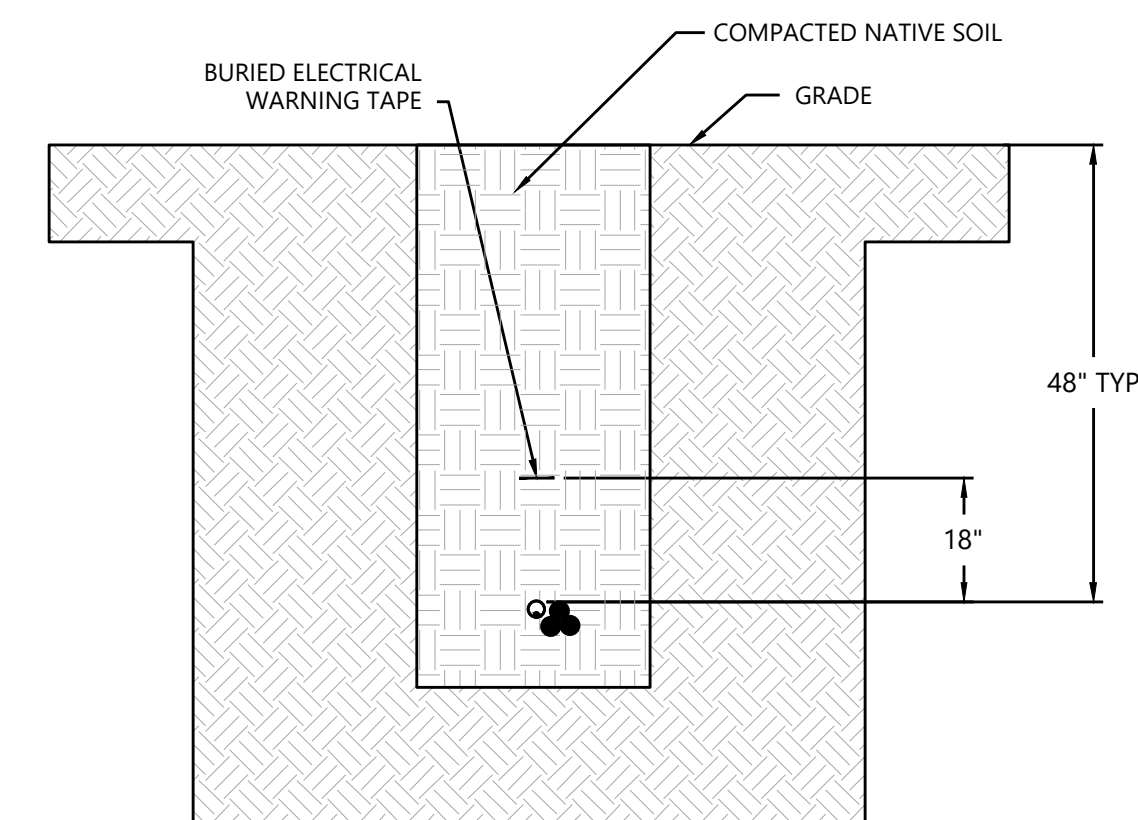 COMPACTED NATIVE SOIL
BURIED ELECTRICAL
WARNING TAPE
GRADE
48" TYP
18"